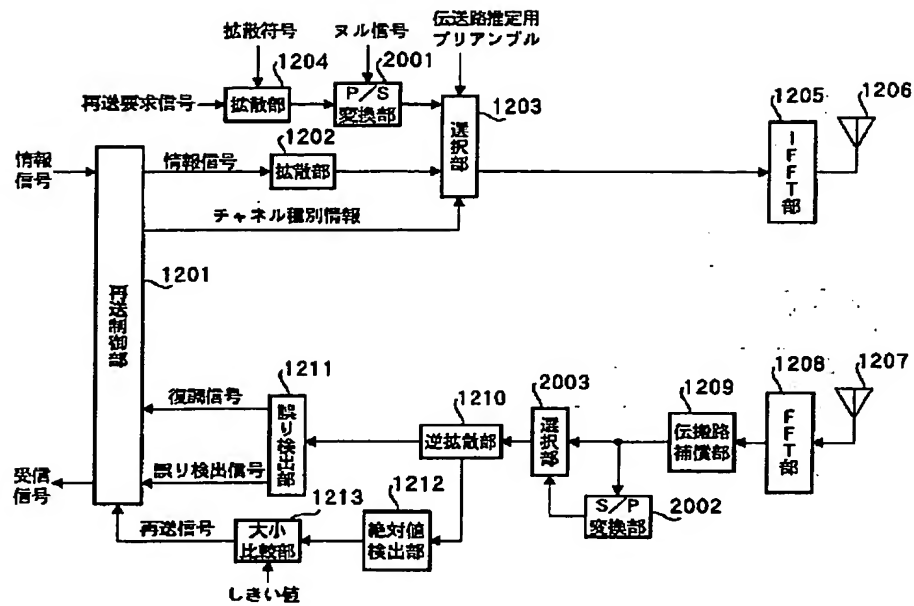 拡散符号
ヌル信号
伝送路推定用
プリアンブル
1204
2001
再送要求信号
拡散部
P/S
変換部
1203
選択部
1205
1206
IFFT部
情報
信号
情報信号
1202
拡散部
チャネル種別情報
1201
再送制御部
1211
2003
1208
1207
1210
1209
復調信号
誤り検出部
逆拡散部
選択部
伝搬路
補償部
FFT部
受信
信号
誤り検出信号
1213
1212
S/P
変換部
2002
再送信号
大小
比較部
絶対値
検出部
しきい値